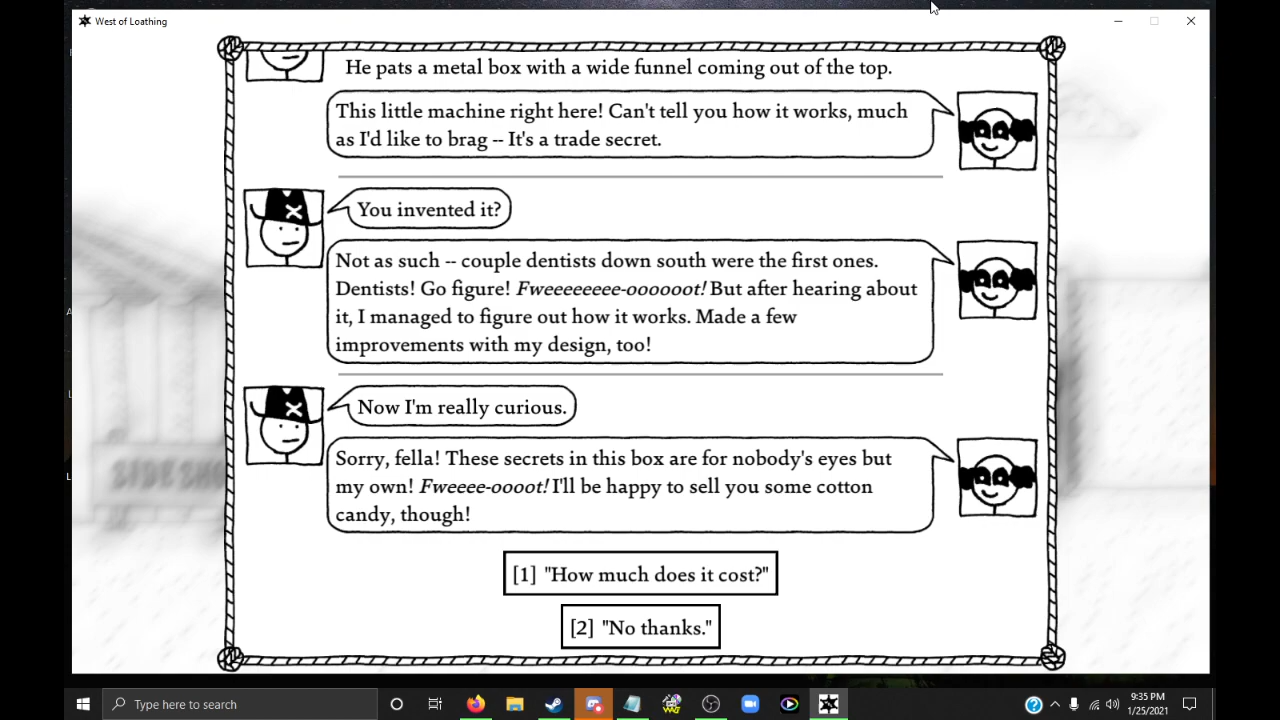 West of Loathing
He pats a metal box with a wide funnel coming out of the top.
This little machine right here! Can't tell you how it works, much
as I'd like to brag -- It's a trade secret.
You invented it?
Not as such -- couple dentists down south were the first ones.
Dentists! Go figure! Fweeeeeeee-oooooot! But after hearing about
it, I managed to figure out how it works. Made a few
improvements with my design, too!
Now I'm really curious.
Sorry, fella! These secrets in this box are for nobody's eyes but
my own! Fweeee-ooot! I'll be happy to sell you some cotton
candy, though!
SIDESHO
[1] "How much does it cost?"
[2] "No thanks."
Type here to search
9:35 PM
1/25/2021